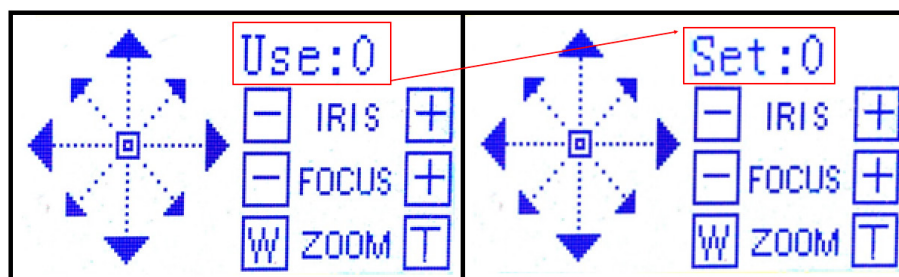 Use:0
− IRIS +
− FOCUS +
W ZOOM T
Set:0
− IRIS +
− FOCUS +
W ZOOM T